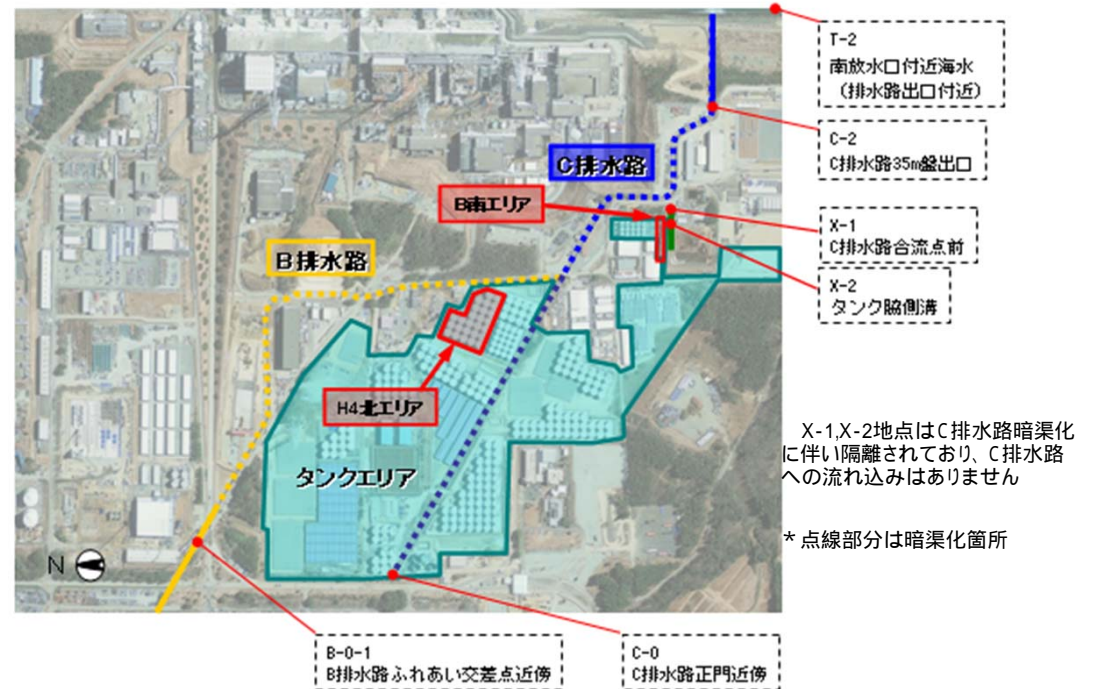 T-2
南放水口付近海水
（排水路出口付近）
C-2
C排水路35m盤出口
C排水路
B南エリア
X-1
C排水路合流点前
X-2
タンク脇側溝
B排水路
H4北エリア
タンクエリア
X-1,X-2地点はC排水路暗渠化
に伴い隔離されており、C排水路
への流れ込みはありません
*点線部分は暗渠化箇所
N
B-0-1
B排水路ふれあい交差点近傍
C-0
C排水路正門近傍